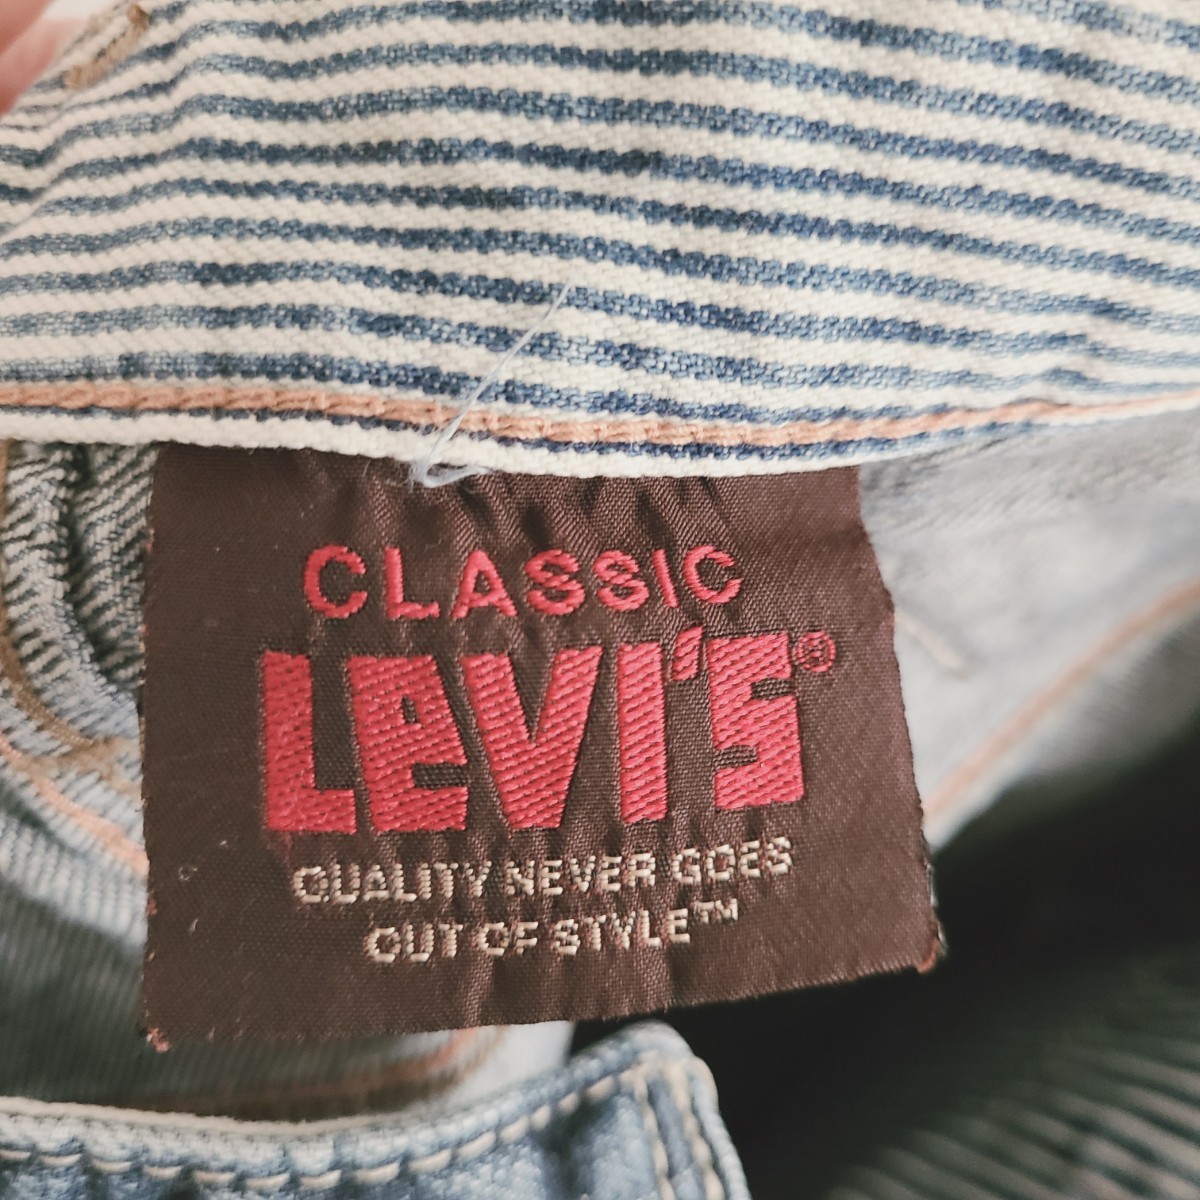 CLASSIC
LEVI'S®
QUALITY NEVER GOES
OUT OF STYLE™